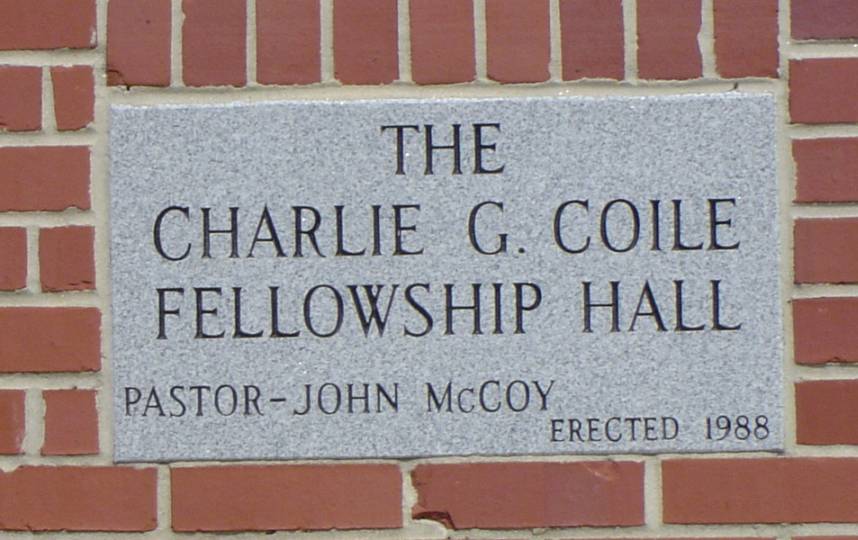 THE
CHARLIE G. COILE
FELLOWSHIP HALL
PASTOR-JOHN McCOY
ERECTED 1988